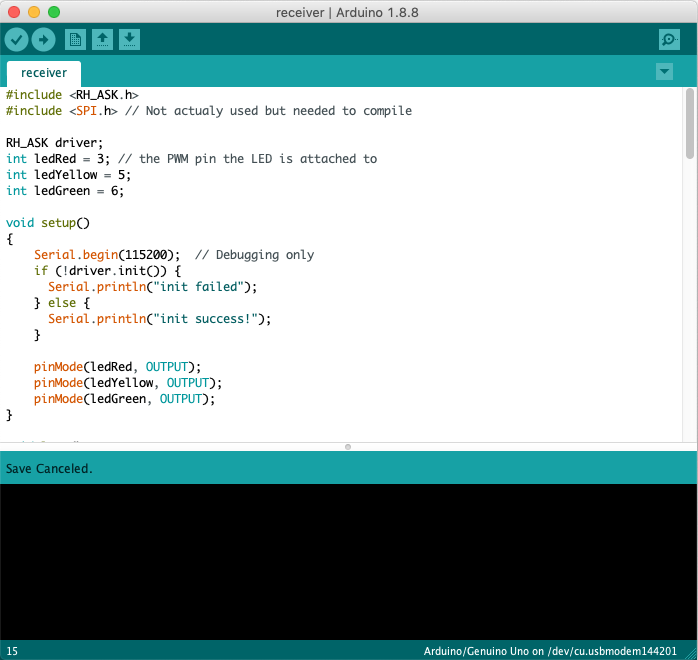 receiver | Arduino 1.8.8
receiver
#include <RH_ASK.h>
#include <SPI.h> // Not actualy used but needed to compile
RH_ASK driver;
int ledRed = 3; // the PWM pin the LED is attached to
int ledYellow = 5;
int ledGreen = 6;
void setup()
{
    Serial.begin(115200);  // Debugging only
    if (!driver.init()) {
      Serial.println("init failed");
    } else {
      Serial.println("init success!");
    }
    pinMode(ledRed, OUTPUT);
    pinMode(ledYellow, OUTPUT);
    pinMode(ledGreen, OUTPUT);
}
Save Canceled.
15
Arduino/Genuino Uno on /dev/cu.usbmodem144201